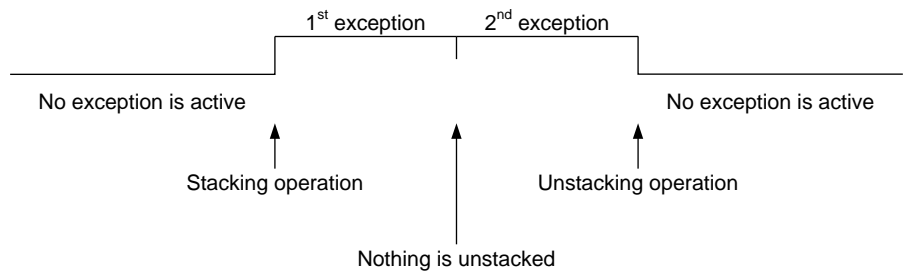 1st exception
2nd exception
No exception is active
No exception is active
Stacking operation
Unstacking operation
Nothing is unstacked